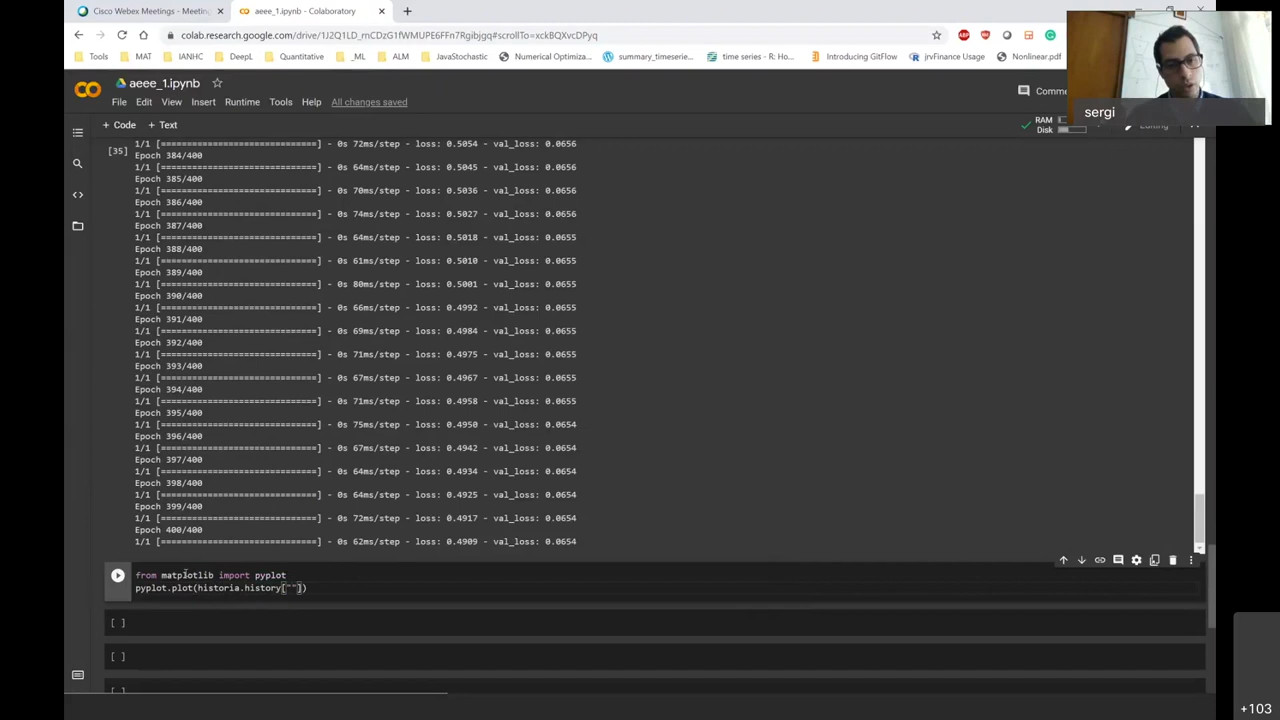 Cisco Webex Meetings - Meeting
aeee_1.ipynb - Colaboratory
colab.research.google.com/drive/1J2Q1LD_mCDzG1fWMUPE6FFn7Rgibjgq#scrollTo=xckBQXvcDPyq
Tools MAT IANHC DeepL Quantitative _ML ALM JavaStochastic Numerical Optimiza... summary_timeserie... time series - R: Ho... Introducing GitFlow jrvFinance Usage Nonlinear.pdf
sergi
aeee_1.ipynb
File Edit View Insert Runtime Tools Help All changes saved
Comme
+ Code + Text
RAM
Disk
Editing
[35]
1/1 [==============================] - 0s 72ms/step - loss: 0.5054 - val_loss: 0.0656
Epoch 384/400
1/1 [==============================] - 0s 64ms/step - loss: 0.5045 - val_loss: 0.0656
Epoch 385/400
1/1 [==============================] - 0s 70ms/step - loss: 0.5036 - val_loss: 0.0656
Epoch 386/400
1/1 [==============================] - 0s 74ms/step - loss: 0.5027 - val_loss: 0.0656
Epoch 387/400
1/1 [==============================] - 0s 64ms/step - loss: 0.5018 - val_loss: 0.0655
Epoch 388/400
1/1 [==============================] - 0s 61ms/step - loss: 0.5010 - val_loss: 0.0655
Epoch 389/400
1/1 [==============================] - 0s 80ms/step - loss: 0.5001 - val_loss: 0.0655
Epoch 390/400
1/1 [==============================] - 0s 66ms/step - loss: 0.4992 - val_loss: 0.0655
Epoch 391/400
1/1 [==============================] - 0s 69ms/step - loss: 0.4984 - val_loss: 0.0655
Epoch 392/400
1/1 [==============================] - 0s 71ms/step - loss: 0.4975 - val_loss: 0.0655
Epoch 393/400
1/1 [==============================] - 0s 67ms/step - loss: 0.4967 - val_loss: 0.0655
Epoch 394/400
1/1 [==============================] - 0s 71ms/step - loss: 0.4958 - val_loss: 0.0655
Epoch 395/400
1/1 [==============================] - 0s 75ms/step - loss: 0.4950 - val_loss: 0.0654
Epoch 396/400
1/1 [==============================] - 0s 67ms/step - loss: 0.4942 - val_loss: 0.0654
Epoch 397/400
1/1 [==============================] - 0s 64ms/step - loss: 0.4934 - val_loss: 0.0654
Epoch 398/400
1/1 [==============================] - 0s 64ms/step - loss: 0.4925 - val_loss: 0.0654
Epoch 399/400
1/1 [==============================] - 0s 72ms/step - loss: 0.4917 - val_loss: 0.0654
Epoch 400/400
1/1 [==============================] - 0s 62ms/step - loss: 0.4909 - val_loss: 0.0654
from matplotlib import pyplot
pyplot.plot(historia.history[""])
[ ]
[ ]
[ ]
+103